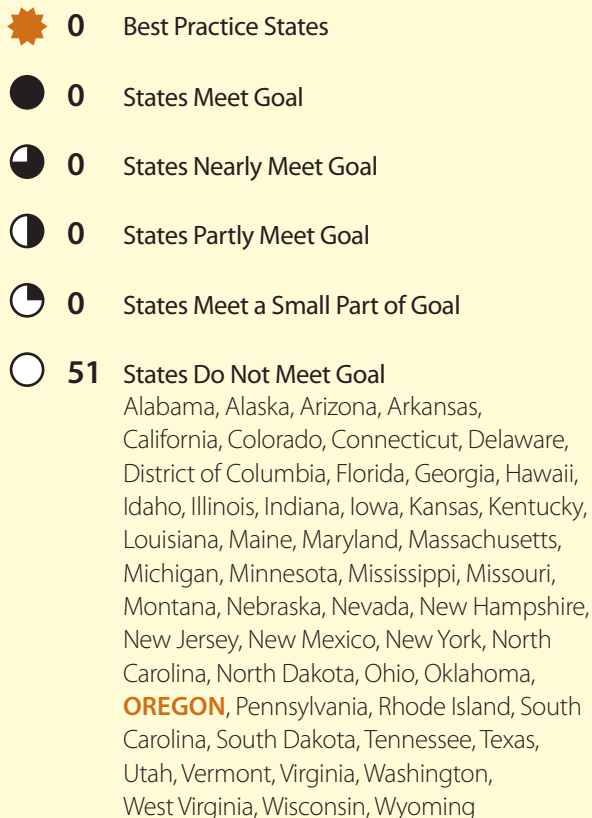 0 Best Practice States
0 States Meet Goal
0 States Nearly Meet Goal
0 States Partly Meet Goal
0 States Meet a Small Part of Goal
51 States Do Not Meet Goal
Alabama, Alaska, Arizona, Arkansas,
California, Colorado, Connecticut, Delaware,
District of Columbia, Florida, Georgia, Hawaii,
Idaho, Illinois, Indiana, Iowa, Kansas, Kentucky,
Louisiana, Maine, Maryland, Massachusetts,
Michigan, Minnesota, Mississippi, Missouri,
Montana, Nebraska, Nevada, New Hampshire,
New Jersey, New Mexico, New York, North
Carolina, North Dakota, Ohio, Oklahoma,
OREGON, Pennsylvania, Rhode Island, South
Carolina, South Dakota, Tennessee, Texas,
Utah, Vermont, Virginia, Washington,
West Virginia, Wisconsin, Wyoming